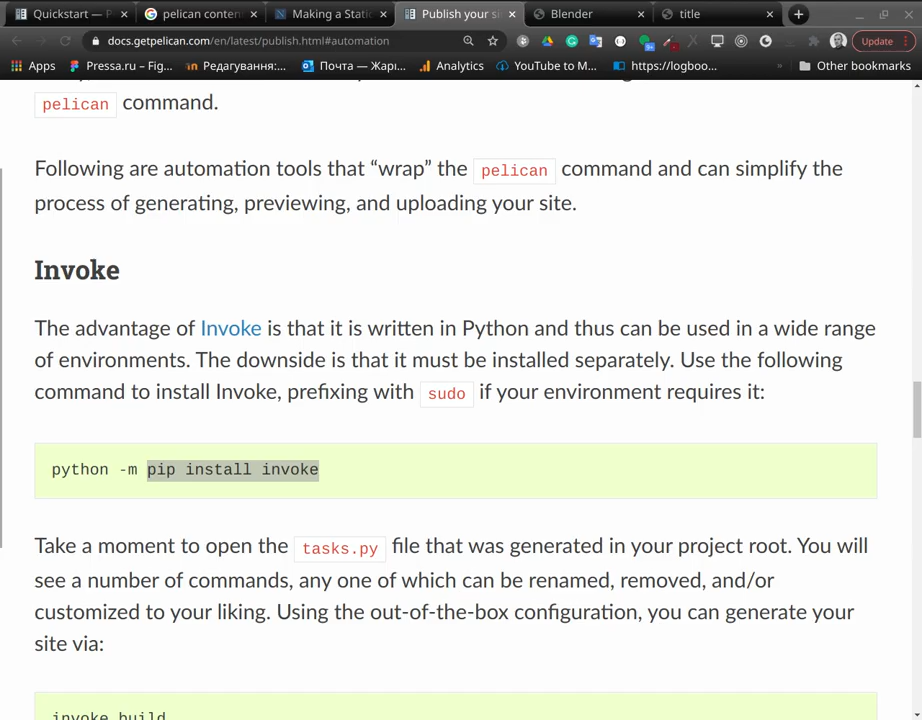 Quickstart — P
pelican conten
Making a Stati
Publish your si
Blender
title
docs.getpelican.com/en/latest/publish.html#automation
Update
Apps
Pressa.ru – Fig...
Редагування:...
Почта — Жарі...
Analytics
YouTube to M...
https://logboo...
»
Other bookmarks
pelican command.
Following are automation tools that “wrap” the pelican command and can simplify the
process of generating, previewing, and uploading your site.
Invoke
The advantage of Invoke is that it is written in Python and thus can be used in a wide range
of environments. The downside is that it must be installed separately. Use the following
command to install Invoke, prefixing with sudo if your environment requires it:
python -m pip install invoke
Take a moment to open the tasks.py file that was generated in your project root. You will
see a number of commands, any one of which can be renamed, removed, and/or
customized to your liking. Using the out-of-the-box configuration, you can generate your
site via:
invoke build